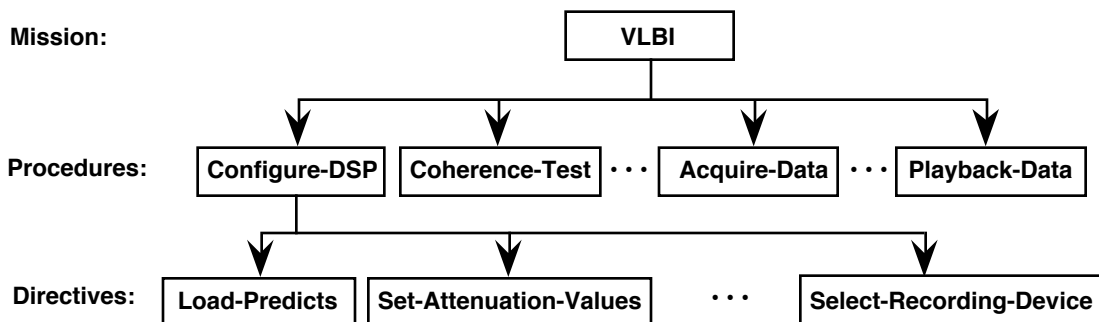 Mission: VLBI
Procedures: Configure-DSP Coherence-Test • • • Acquire-Data • • • Playback-Data
Directives: Load-Predicts Set-Attenuation-Values • • • Select-Recording-Device